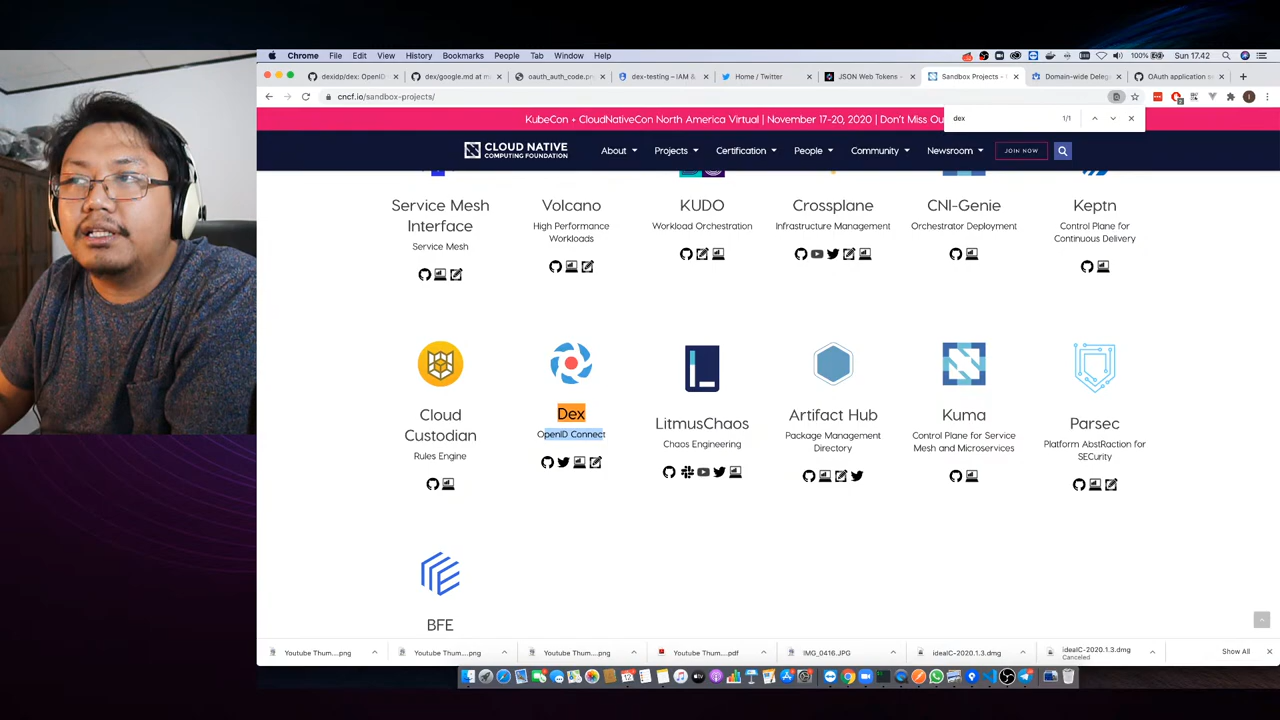 Chrome File Edit View History Bookmarks People Tab Window Help
100% Sun 17.42
dexidp/dex: OpenID
dex/google.md at m
oauth_auth_code.p
dex-testing – IAM &
Home / Twitter
JSON Web Tokens -
Sandbox Projects -
Domain-wide Deleg
OAuth application s
cncf.io/sandbox-projects/
dex
1/1
KubeCon + CloudNativeCon North America Virtual | November 17-20, 2020 | Don't Miss Ou
CLOUD NATIVE
COMPUTING FOUNDATION
About Projects Certification People Community Newsroom JOIN NOW
Service Mesh
Interface
Service Mesh
Volcano
High Performance
Workloads
KUDO
Workload Orchestration
Crossplane
Infrastructure Management
CNI-Genie
Orchestrator Deployment
Keptn
Control Plane for
Continuous Delivery
Cloud
Custodian
Rules Engine
Dex
OpenID Connect
LitmusChaos
Chaos Engineering
Artifact Hub
Package Management
Directory
Kuma
Control Plane for Service
Mesh and Microservices
Parsec
Platform AbstRaction for
SECurity
BFE
Youtube Thum....png
Youtube Thum....png
Youtube Thum....png
Youtube Thum....pdf
IMG_0416.JPG
ideaIC-2020.1.3.dmg
ideaIC-2020.1.3.dmg
Canceled
Show All